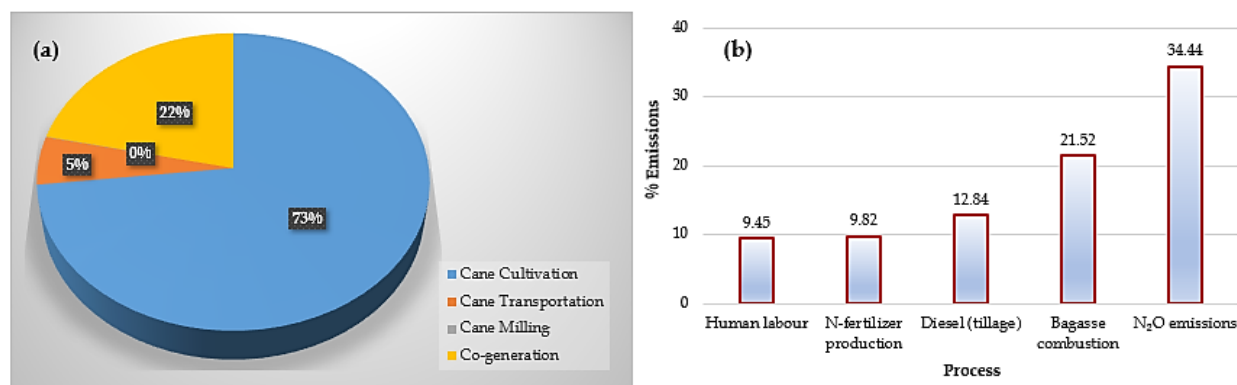 (a)
22%
0%
5%
73%
Cane Cultivation
Cane Transportation
Cane Milling
Co-generation
(b)
% Emissions
40
30
20
10
0
9.45
9.82
12.84
21.52
34.44
Human labour
N-fertilizer
production
Diesel (tillage)
Bagasse
combustion
N₂O emissions
Process